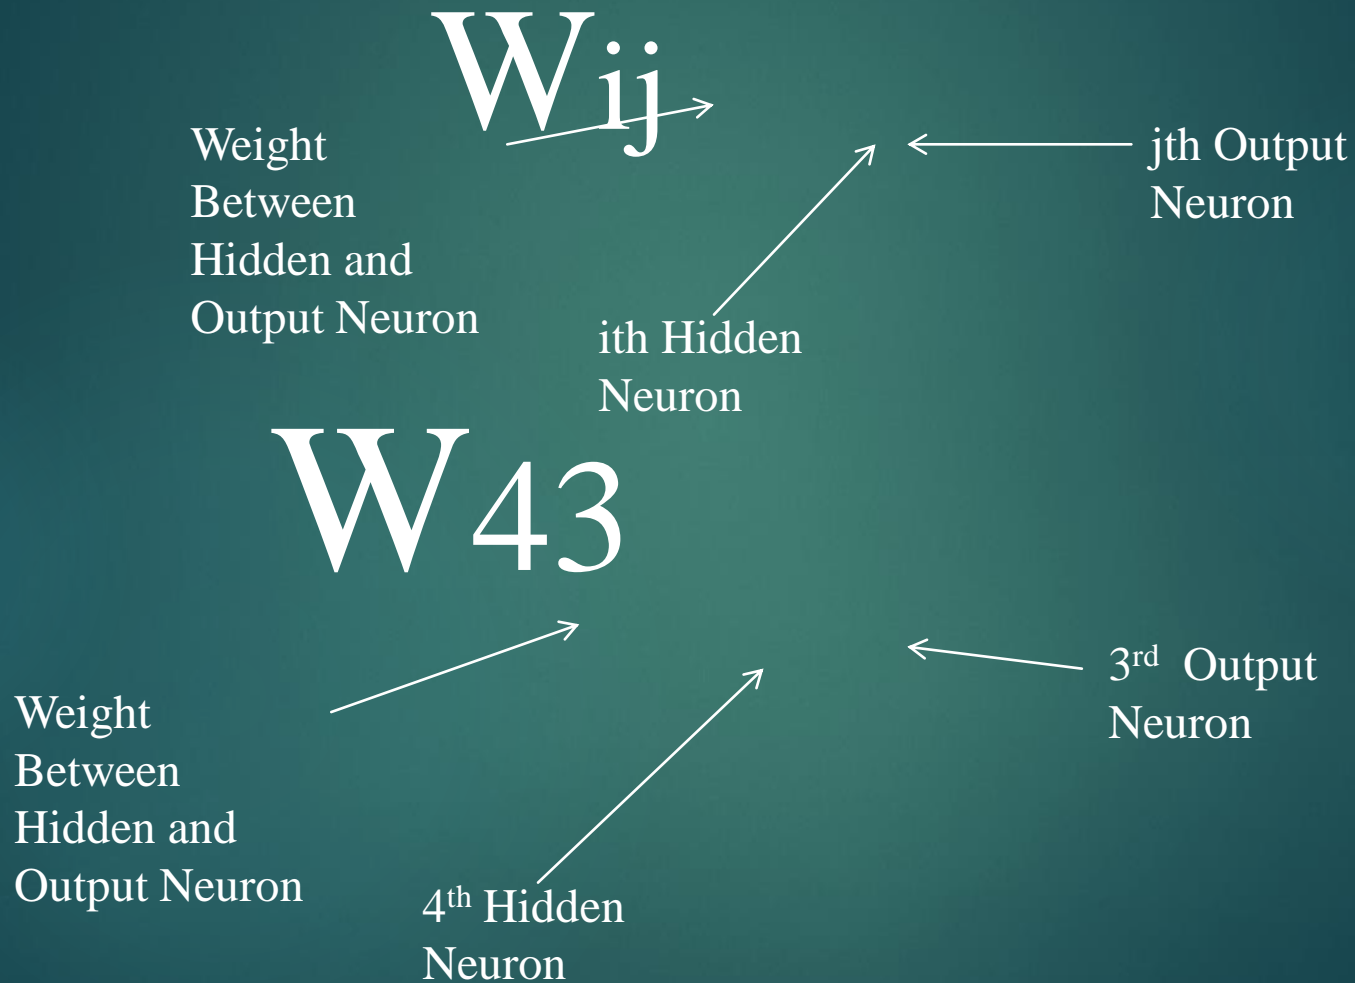 Wij
Weight
Between
Hidden and
Output Neuron
jth Output
Neuron
ith Hidden
Neuron
W43
Weight
Between
Hidden and
Output Neuron
3rd Output
Neuron
4th Hidden
Neuron